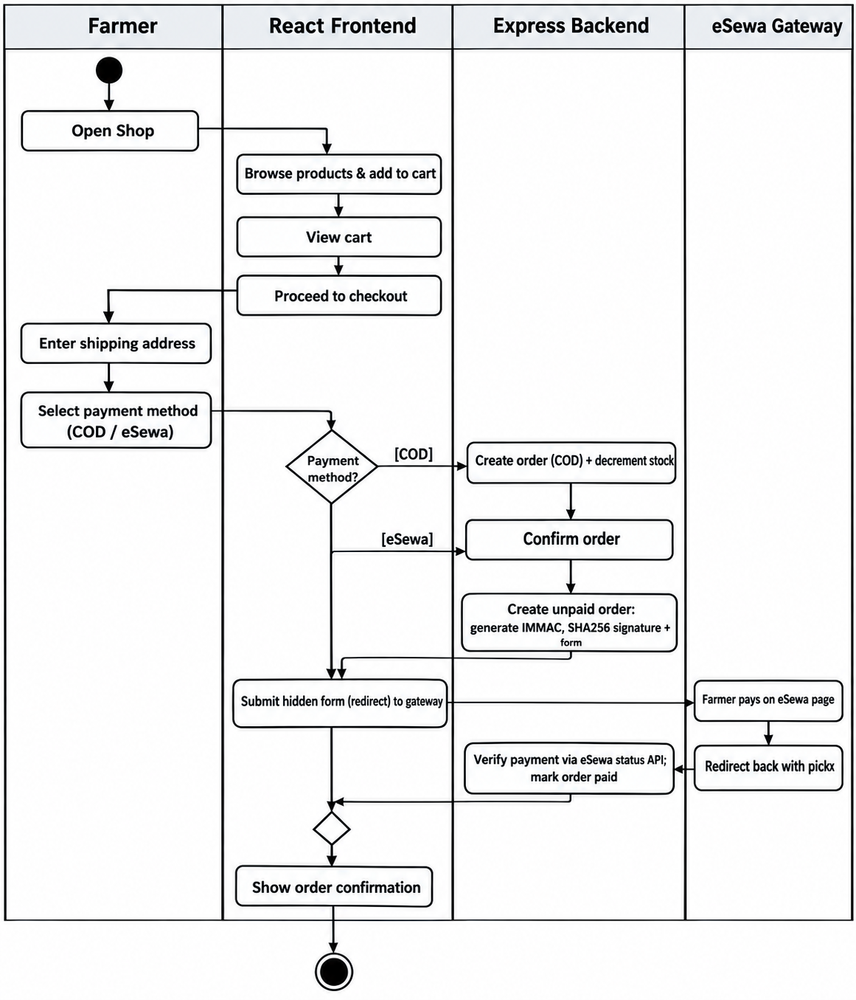 Farmer
React Frontend
Express Backend
eSewa Gateway
Open Shop
Browse products & add to cart
View cart
Proceed to checkout
Enter shipping address
Select payment method
(COD / eSewa)
Payment
method?
[COD]
Create order (COD) + decrement stock
[eSewa]
Confirm order
Create unpaid order:
generate IMMAC, SHA256 signature +
form
Submit hidden form (redirect) to gateway
Farmer pays on eSewa page
Verify payment via eSewa status API;
mark order paid
Redirect back with pickx
Show order confirmation